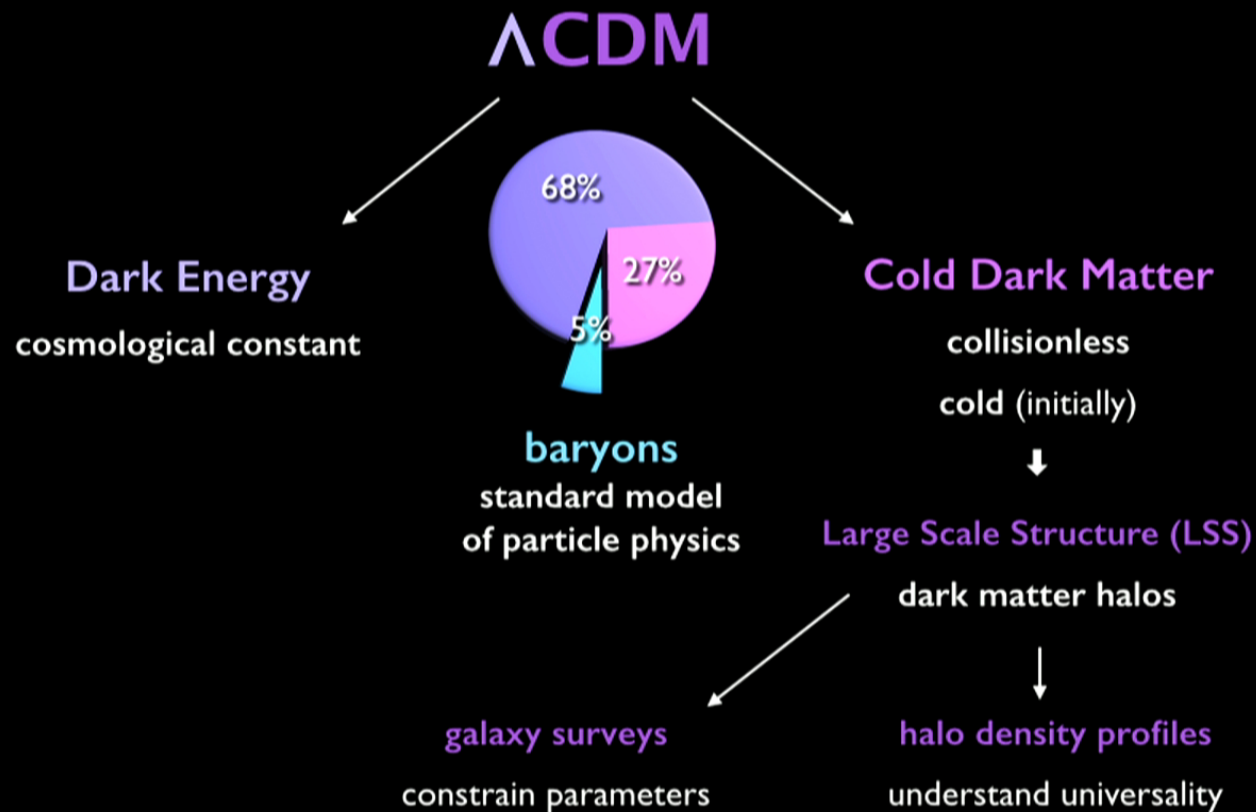 ΛCDM
68%
27%
5%
Dark Energy
cosmological constant
baryons
standard model
of particle physics
Cold Dark Matter
collisionless
cold (initially)
Large Scale Structure (LSS)
dark matter halos
galaxy surveys
constrain parameters
halo density profiles
understand universality